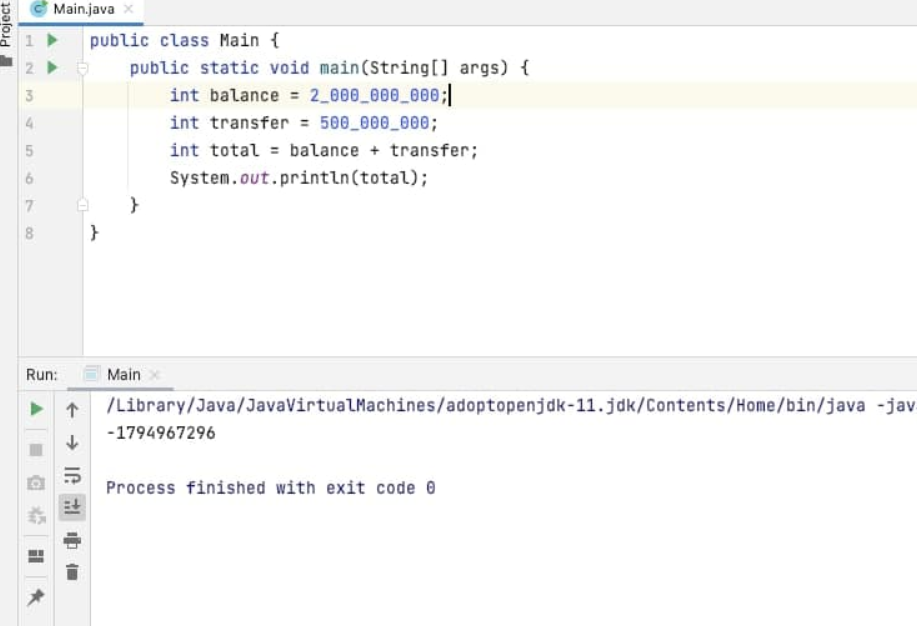 Project
Main.java
1 public class Main {
2 public static void main(String[] args) {
3 int balance = 2_000_000_000;
4 int transfer = 500_000_000;
5 int total = balance + transfer;
6 System.out.println(total);
7 }
8 }
Run: Main
/Library/Java/JavaVirtualMachines/adoptopenjdk-11.jdk/Contents/Home/bin/java -jav
-1794967296
Process finished with exit code 0